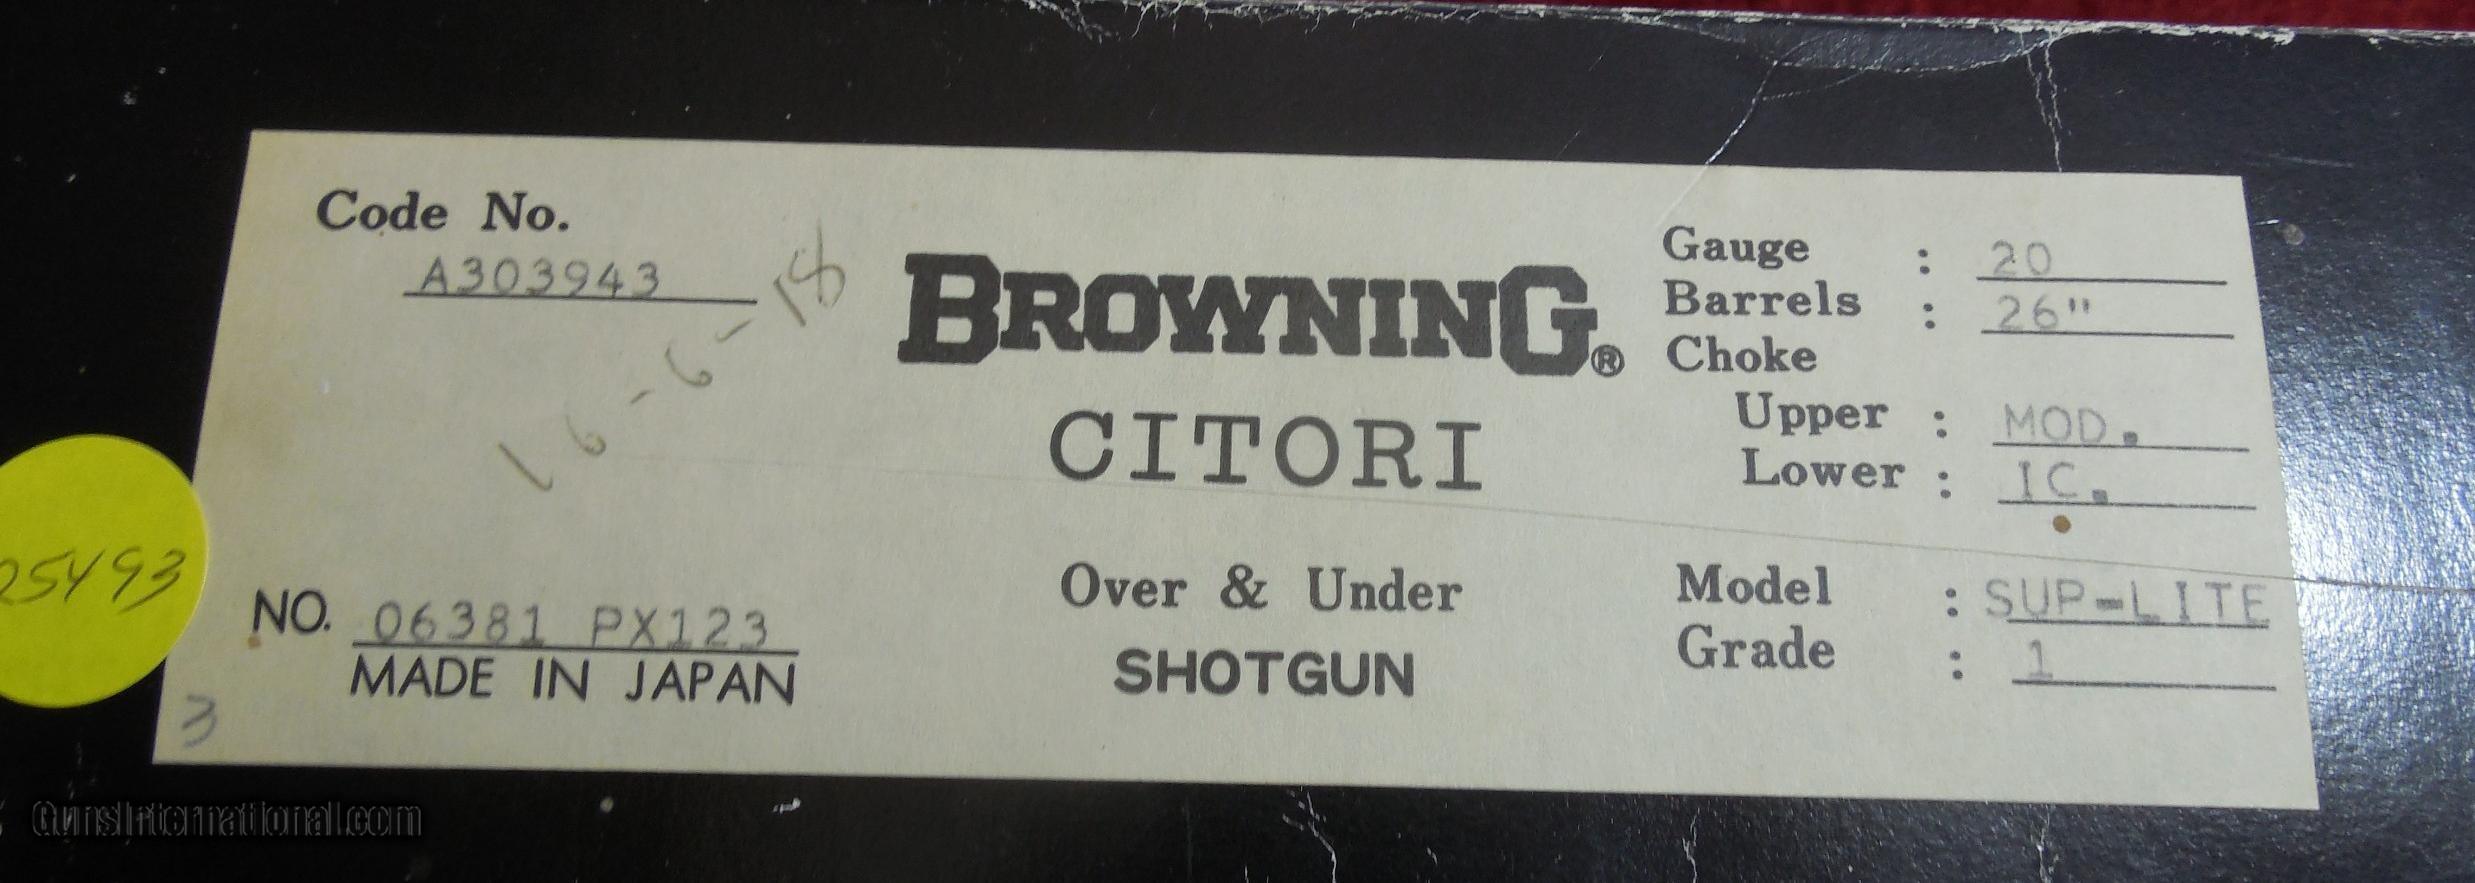 Code No.
A303943
16-6-18
BROWNING®
CITORI
Over & Under
SHOTGUN
Gauge : 20
Barrels : 26"
Choke
Upper : MOD.
Lower : IC.
Model : SUP-LITE
Grade : 1
NO. 06381 PX123
MADE IN JAPAN
3
25493
GunsInternational.com